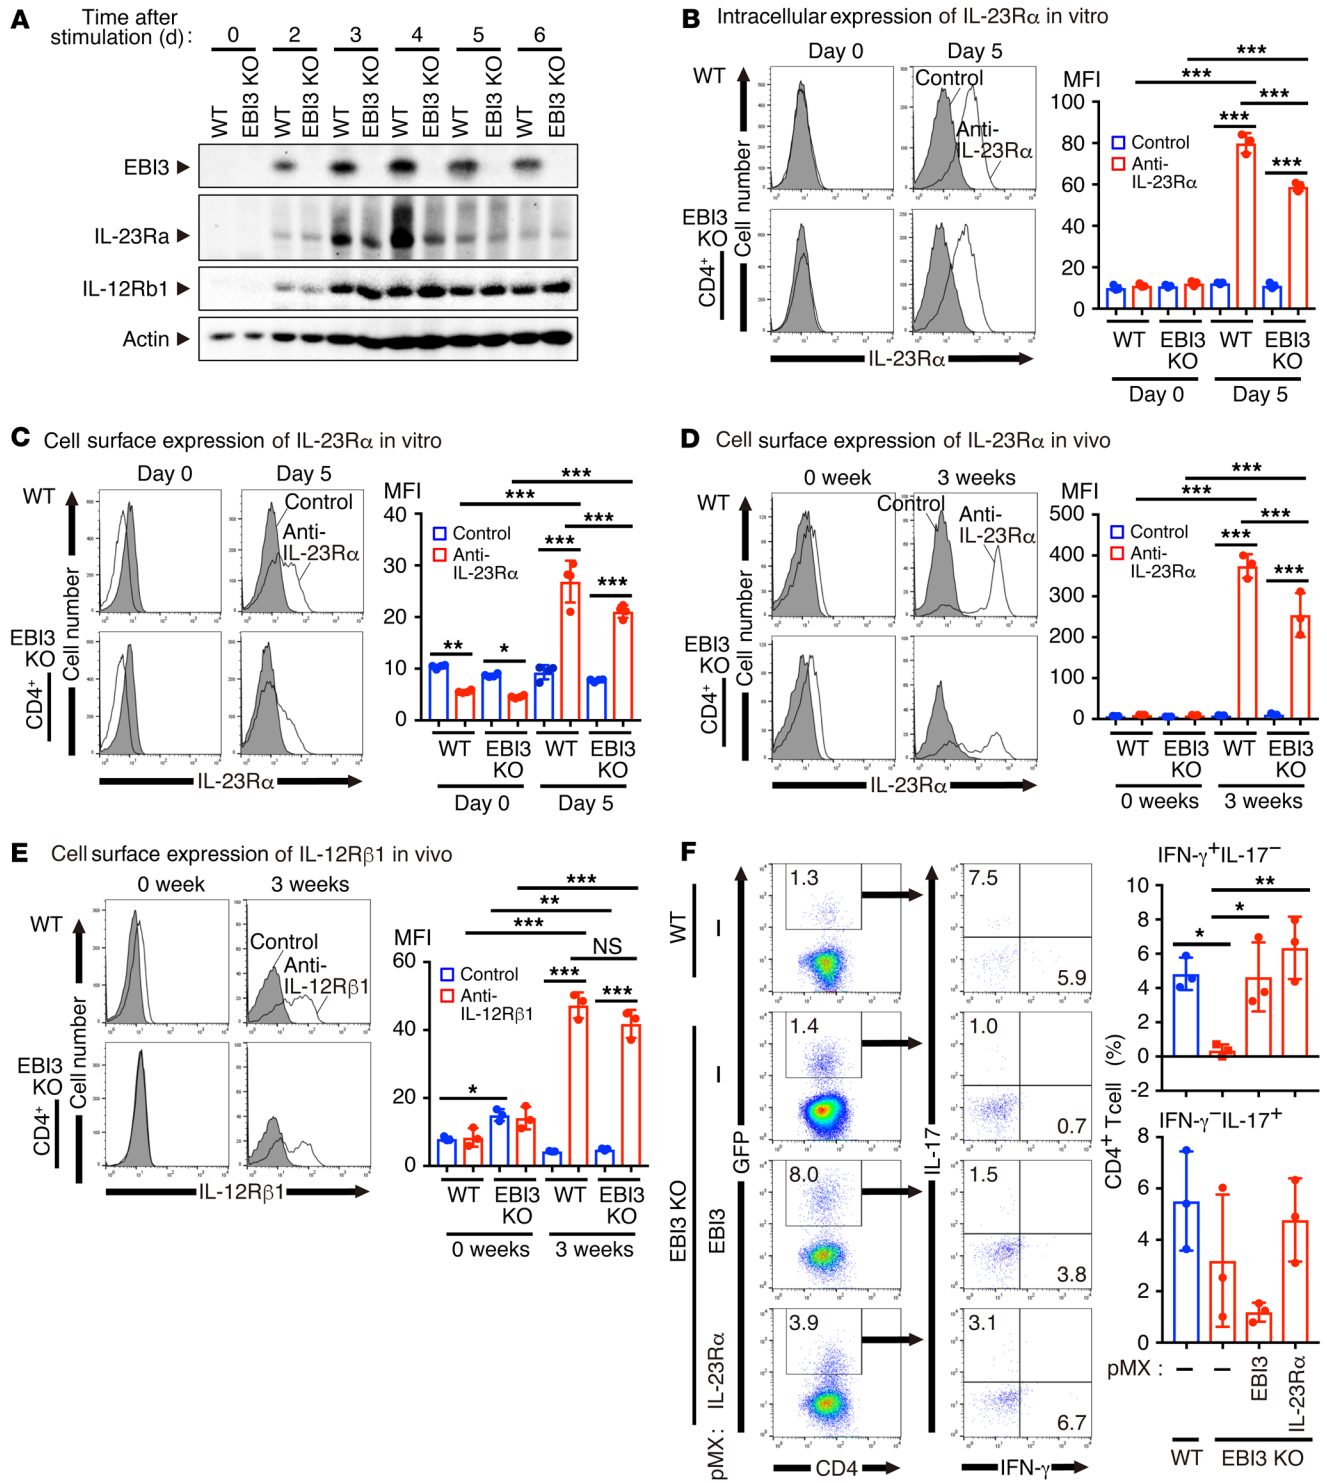 A
Time after
stimulation (d) :
0 2 3 4 5 6
WT EBI3 KO WT EBI3 KO WT EBI3 KO WT EBI3 KO WT EBI3 KO WT EBI3 KO
EBI3
IL-23Ra
IL-12Rb1
Actin
B Intracellular expression of IL-23Rα in vitro
Day 0 Day 5
WT
Control
Anti-
IL-23Rα
EBI3
KO
CD4+
Cell number
IL-23Rα
MFI
100
80
60
40
20
0
Control
Anti-
IL-23Rα
*** *** *** *** ***
WT EBI3 KO WT EBI3 KO
Day 0 Day 5
C Cell surface expression of IL-23Rα in vitro
Day 0 Day 5
WT
Control
Anti-
IL-23Rα
EBI3
KO
CD4+
Cell number
IL-23Rα
MFI
40
30
20
10
0
Control
Anti-
IL-23Rα
** * *** *** *** *** ***
WT EBI3 KO WT EBI3 KO
Day 0 Day 5
D Cell surface expression of IL-23Rα in vivo
0 week 3 weeks
WT
Control
Anti-
IL-23Rα
EBI3
KO
CD4+
Cell number
IL-23Rα
MFI
500
400
300
200
100
0
Control
Anti-
IL-23Rα
*** *** *** *** ***
WT EBI3 KO WT EBI3 KO
0 weeks 3 weeks
E Cell surface expression of IL-12Rβ1 in vivo
0 week 3 weeks
WT
Control
Anti-
IL-12Rβ1
EBI3
KO
CD4+
Cell number
IL-12Rβ1
MFI
60
40
20
0
Control
Anti-
IL-12Rβ1
*** ** *** NS *** *** *
WT EBI3 KO WT EBI3 KO
0 weeks 3 weeks
F
WT –
1.3
7.5
5.9
EBI3 KO
–
1.4
1.0
0.7
EBI3
8.0
1.5
3.8
IL-23Rα
3.9
3.1
6.7
pMX :
GFP
CD4
IL-17
IFN-γ
IFN-γ+IL-17–
10
8
6
4
2
0
-2
* * **
CD4+ T cell (%)
IFN-γ–IL-17+
8
6
4
2
0
pMX : – – EBI3 IL-23Rα
WT EBI3 KO